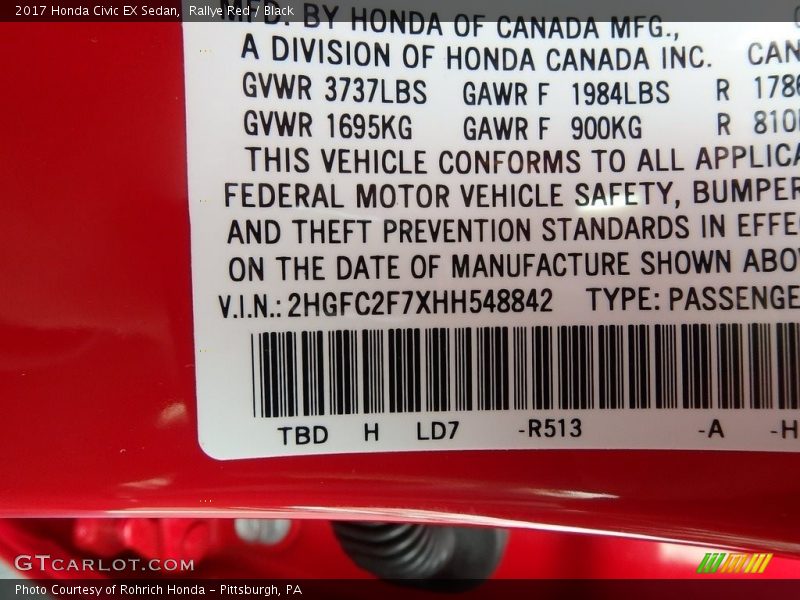 2017 Honda Civic EX Sedan, Rallye Red / Black
MFD. BY HONDA OF CANADA MFG.,
A DIVISION OF HONDA CANADA INC.
GVWR 3737LBS GAWR F 1984LBS R
GVWR 1695KG GAWR F 900KG R
THIS VEHICLE CONFORMS TO ALL
FEDERAL MOTOR VEHICLE SAFETY, BUMPER
AND THEFT PREVENTION STANDARDS IN
ON THE DATE OF MANUFACTURE SHOWN
V.I.N.: 2HGFC2F7XHH548842 TYPE:
TBD H LD7 -R513 -A -H
GTCARLOT.COM
Photo Courtesy of Rohrich Honda - Pittsburgh, PA